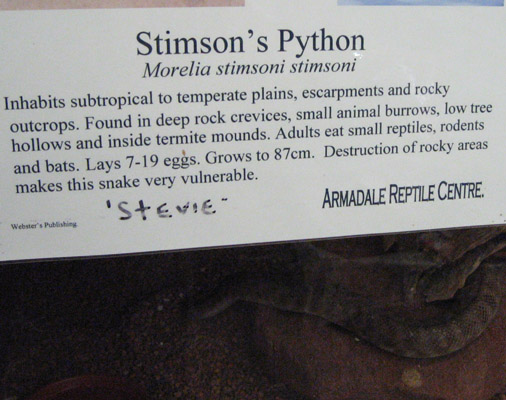 Stimson's Python
Morelia stimsoni stimsoni
Inhabits subtropical to temperate plains, escarpments and rocky
outcrops. Found in deep rock crevices, small animal burrows, low tree
hollows and inside termite mounds. Adults eat small reptiles, rodents
and bats. Lays 7-19 eggs. Grows to 87cm. Destruction of rocky areas
makes this snake very vulnerable.
'StEVIE'
ARMADALE REPTILE CENTRE.
Webster's Publishing